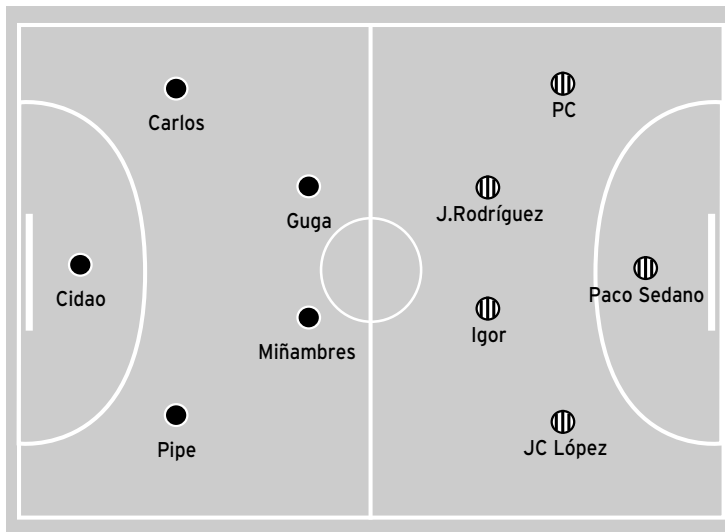 Carlos
Guga
Cidao
Miñambres
Pipe
PC
J.Rodríguez
Paco Sedano
Igor
JC López